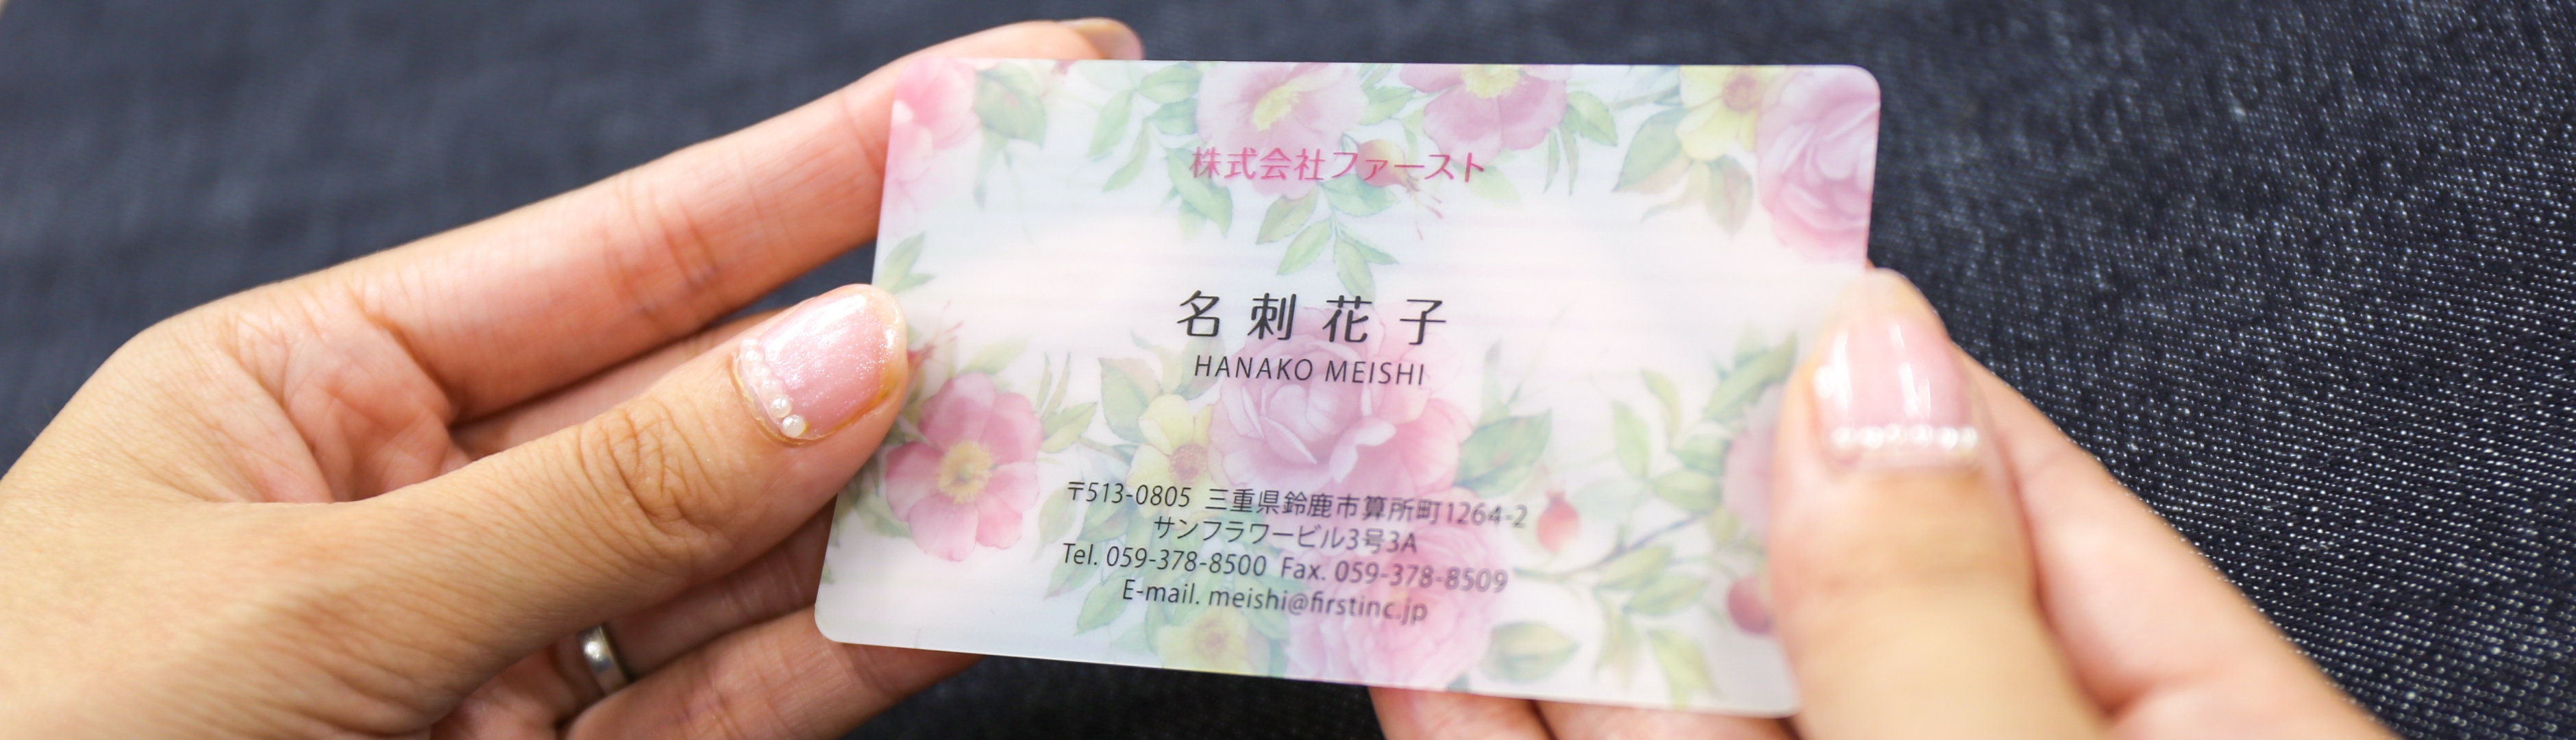 株式会社ファースト
名刺花子
HANAKO MEISHI
〒513-0805 三重県鈴鹿市算所町1264-2
サンフラワービル3号3A
Tel. 059-378-8500 Fax. 059-378-8509
E-mail. meishi@firstinc.jp